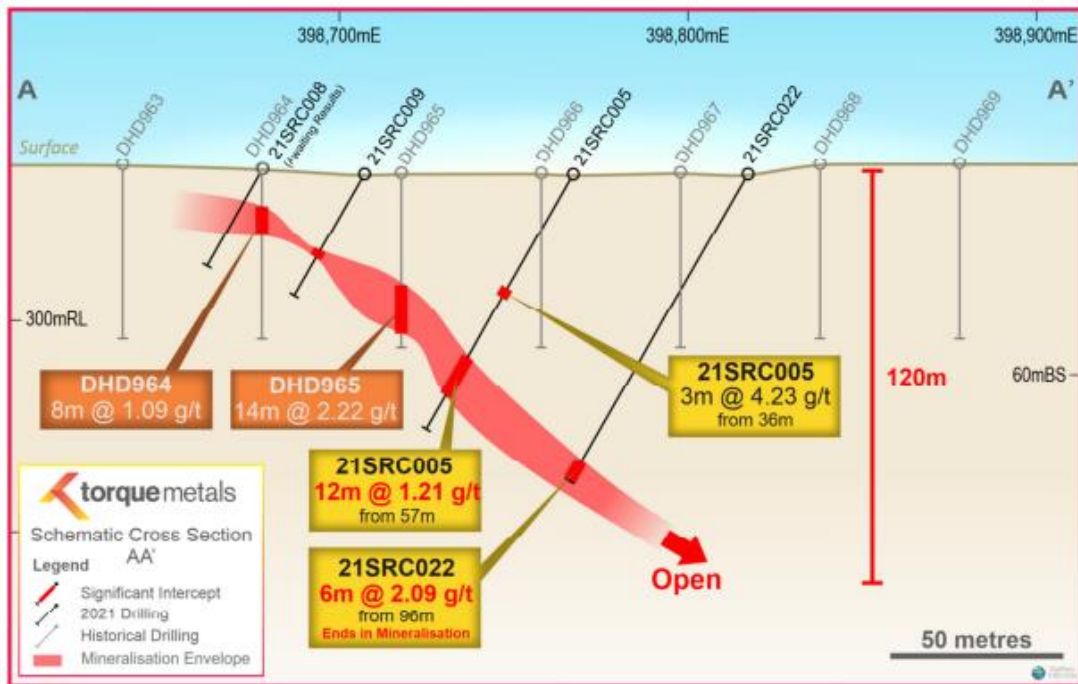 398,700mE
398,800mE
398,900mE
A
A'
DHD963
DHD964
21SRC008
(Awaiting Results)
21SRC009
DHD965
DHD966
21SRC005
DHD967
21SRC022
DHD968
DHD969
Surface
300mRL
60mBS
120m
DHD964
8m @ 1.09 g/t
DHD965
14m @ 2.22 g/t
21SRC005
3m @ 4.23 g/t
from 36m
21SRC005
12m @ 1.21 g/t
from 57m
21SRC022
6m @ 2.09 g/t
from 96m
Ends in Mineralisation
Open
torquemetals
Schematic Cross Section
AA'
Legend
Significant Intercept
2021 Drilling
Historical Drilling
Mineralisation Envelope
50 metres